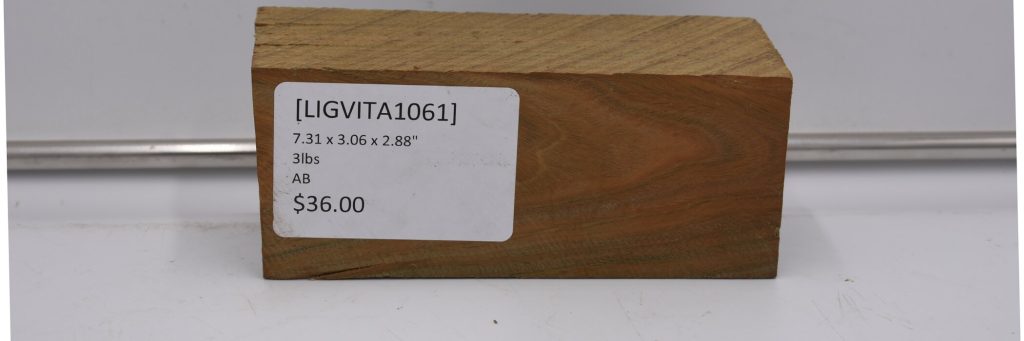 [LIGVITA1061]
7.31 x 3.06 x 2.88"
3lbs
AB
$36.00